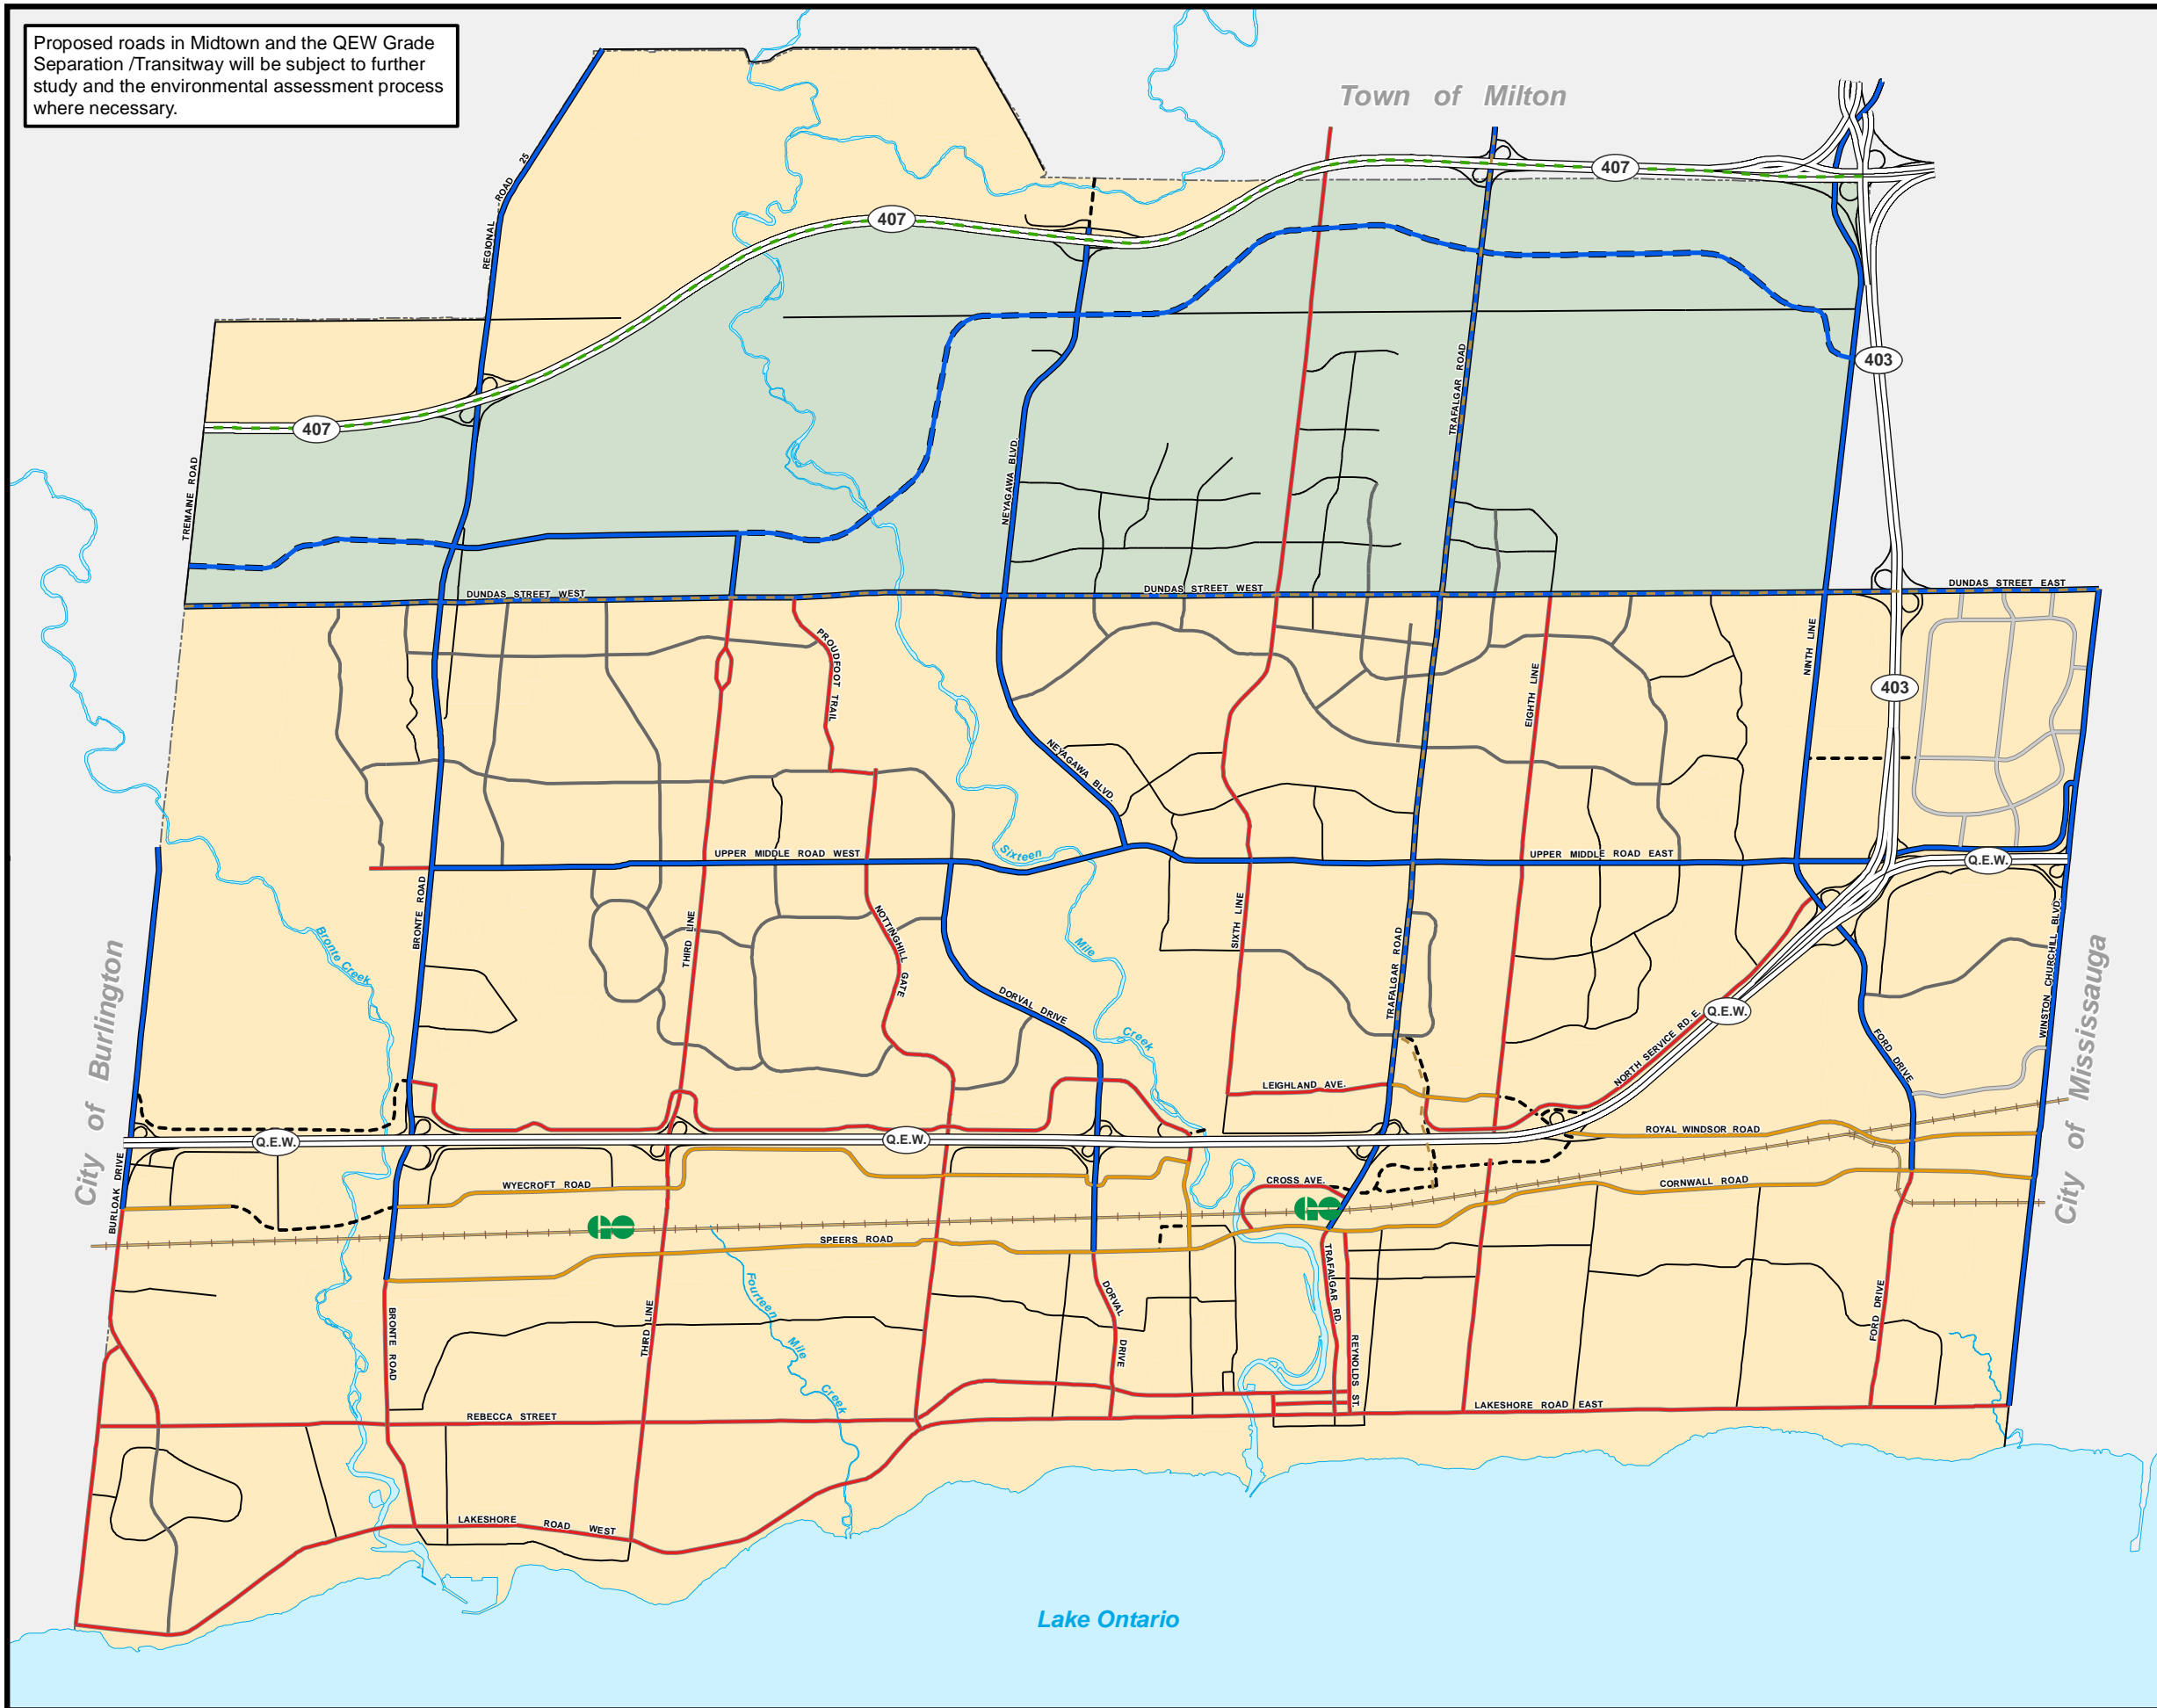 Proposed roads in Midtown and the QEW Grade
Separation /Transitway will be subject to further
study and the environmental assessment process
where necessary.
Town of Milton
407
407
REGIONAL ROAD 25
403
407
TRAFALGAR ROAD
NEYAGAWA BLVD.
TREMAINE ROAD
DUNDAS STREET WEST
DUNDAS STREET WEST
DUNDAS STREET EAST
PROUDFOOT TRAIL
NINTH LINE
EIGHTH LINE
403
NEYAGAWA BLVD.
UPPER MIDDLE ROAD WEST
Sixteen
UPPER MIDDLE ROAD EAST
Q.E.W.
BRONTE ROAD
THIRD LINE
NOTTINGHILL GATE
SIXTH LINE
Mile
TRAFALGAR ROAD
WINSTON CHURCHILL BLVD.
Bronte Creek
DORVAL DRIVE
Creek
Q.E.W.
City of Burlington
City of Mississauga
NORTH SERVICE RD. E.
FORD DRIVE
LEIGHLAND AVE.
ROYAL WINDSOR ROAD
Q.E.W.
Q.E.W.
BURLOAK DRIVE
WYECROFT ROAD
CROSS AVE.
CORNWALL ROAD
GO
GO
SPEERS ROAD
TRAFALGAR RD.
Fourteen
Mile
Creek
BRONTE ROAD
THIRD LINE
DORVAL DRIVE
REYNOLDS ST.
FORD DRIVE
REBECCA STREET
LAKESHORE ROAD EAST
LAKESHORE ROAD WEST
Lake Ontario